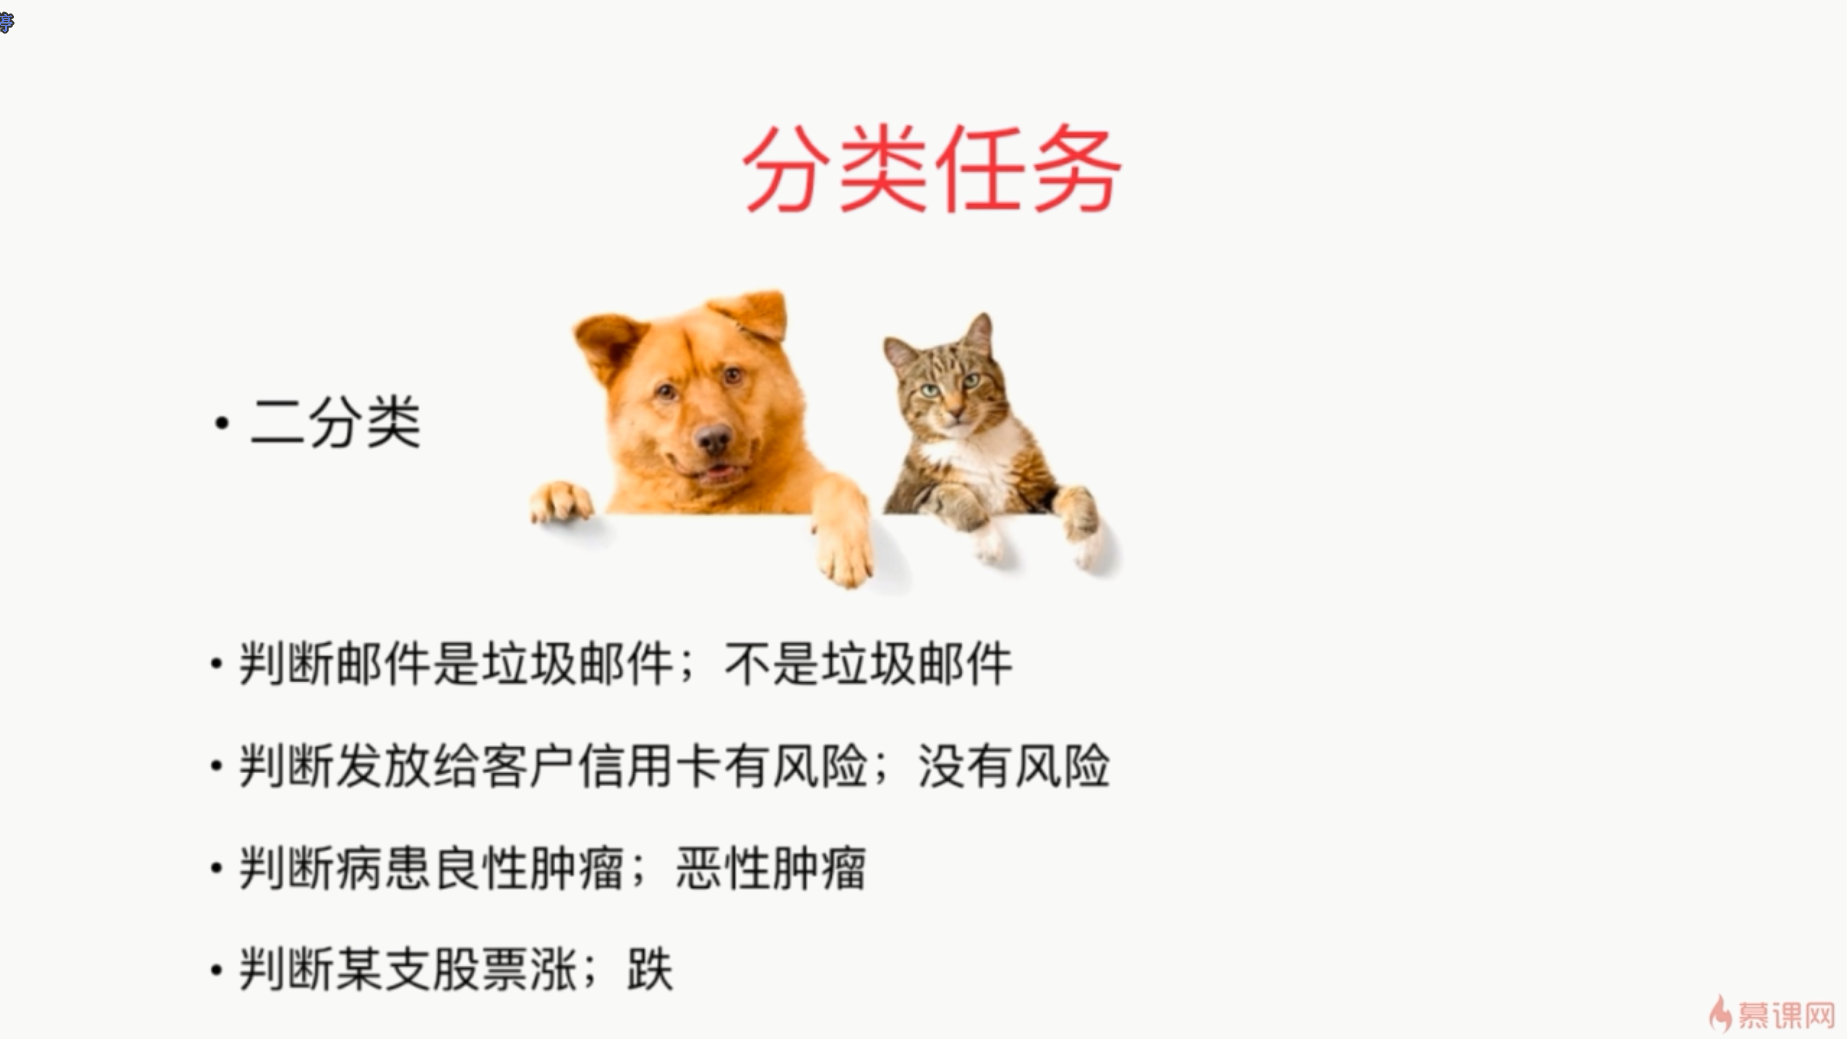 亭
分类任务
• 二分类
• 判断邮件是垃圾邮件；不是垃圾邮件
• 判断发放给客户信用卡有风险；没有风险
• 判断病患良性肿瘤；恶性肿瘤
• 判断某支股票涨；跌
慕课网